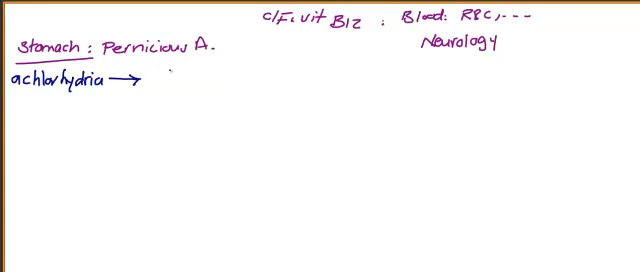 C/F: vit B12 : Blood: RBC, ---
Neurology
Stomach : Pernicious A.
achlorhydria →